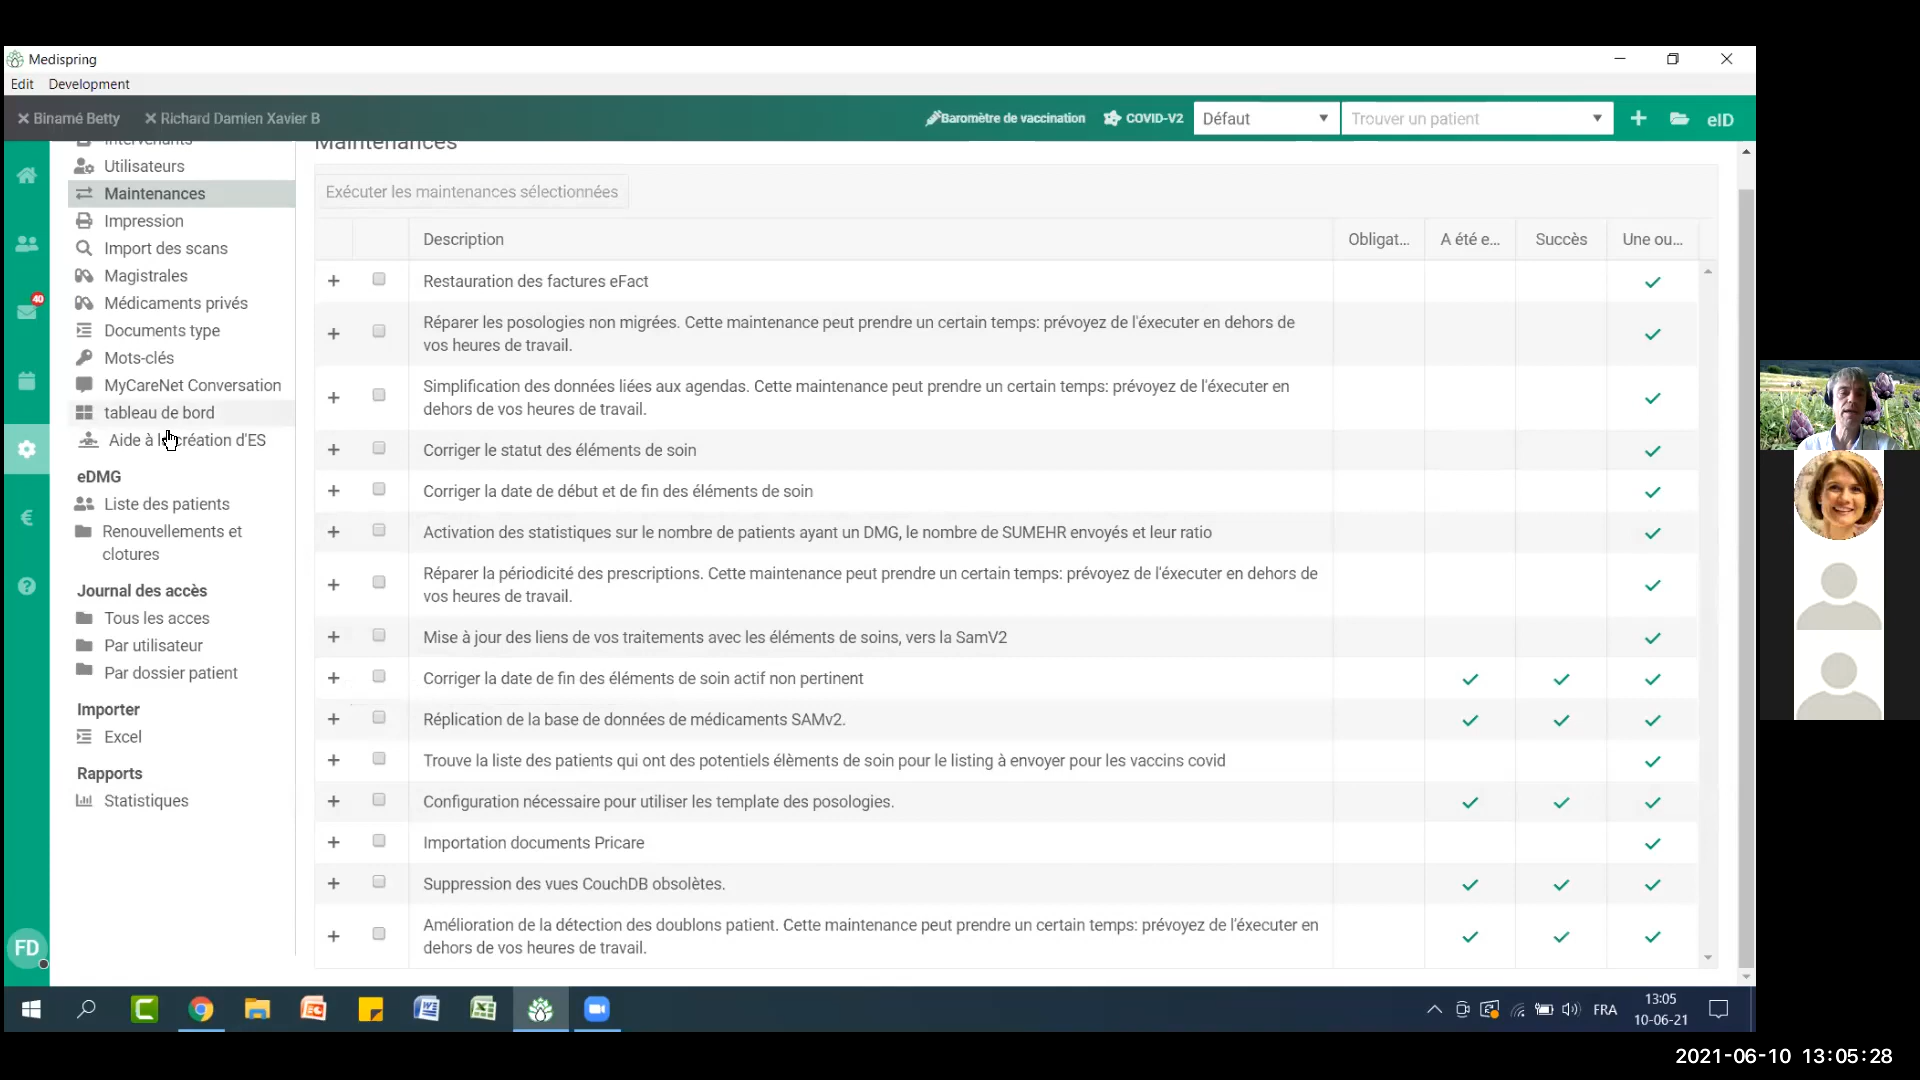 Medispring
Edit Development
Binamé Betty
Richard Damien Xavier B
Baromètre de vaccination
COVID-V2
Défaut
Trouver un patient
eID
Intervenants
Utilisateurs
Maintenances
Impression
Import des scans
Magistrales
Médicaments privés
Documents type
Mots-clés
MyCareNet Conversation
tableau de bord
Aide à la création d'ES
eDMG
Liste des patients
Renouvellements et
clotures
Journal des accès
Tous les acces
Par utilisateur
Par dossier patient
Importer
Excel
Rapports
Statistiques
40
€
FD
Maintenances
Exécuter les maintenances sélectionnées
Description Obligat... A été e... Succès Une ou...
Restauration des factures eFact
Réparer les posologies non migrées. Cette maintenance peut prendre un certain temps: prévoyez de l'éxecuter en dehors de
vos heures de travail.
Simplification des données liées aux agendas. Cette maintenance peut prendre un certain temps: prévoyez de l'éxecuter en
dehors de vos heures de travail.
Corriger le statut des éléments de soin
Corriger la date de début et de fin des éléments de soin
Activation des statistiques sur le nombre de patients ayant un DMG, le nombre de SUMEHR envoyés et leur ratio
Réparer la périodicité des prescriptions. Cette maintenance peut prendre un certain temps: prévoyez de l'éxecuter en dehors de
vos heures de travail.
Mise à jour des liens de vos traitements avec les éléments de soins, vers la SamV2
Corriger la date de fin des éléments de soin actif non pertinent
Réplication de la base de données de médicaments SAMv2.
Trouve la liste des patients qui ont des potentiels élèments de soin pour le listing à envoyer pour les vaccins covid
Configuration nécessaire pour utiliser les template des posologies.
Importation documents Pricare
Suppression des vues CouchDB obsolètes.
Amélioration de la détection des doublons patient. Cette maintenance peut prendre un certain temps: prévoyez de l'éxecuter en
dehors de vos heures de travail.
FRA
13:05
10-06-21
2021-06-10 13:05:28